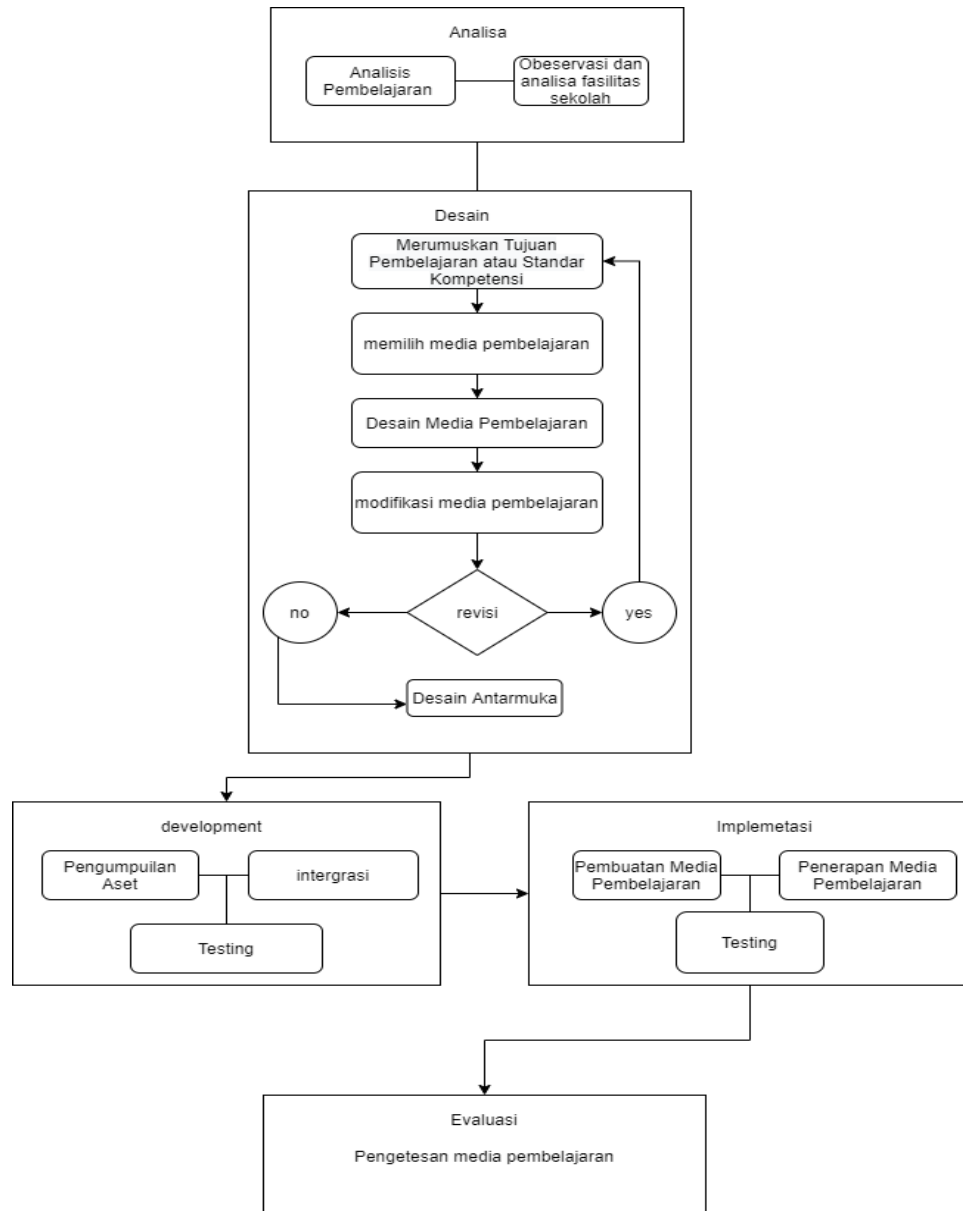 Analisa
Analisis
Pembelajaran
Obeservasi dan
analisa fasilitas
sekolah
Desain
Merumuskan Tujuan
Pembelajaran atau Standar
Kompetensi
memilih media pembelajaran
Desain Media Pembelajaran
modifikasi media pembelajaran
no
revisi
yes
Desain Antarmuka
development
Pengumpuilan
Aset
intergrasi
Testing
Implemetasi
Pembuatan Media
Pembelajaran
Penerapan Media
Pembelajaran
Testing
Evaluasi
Pengetesan media pembelajaran